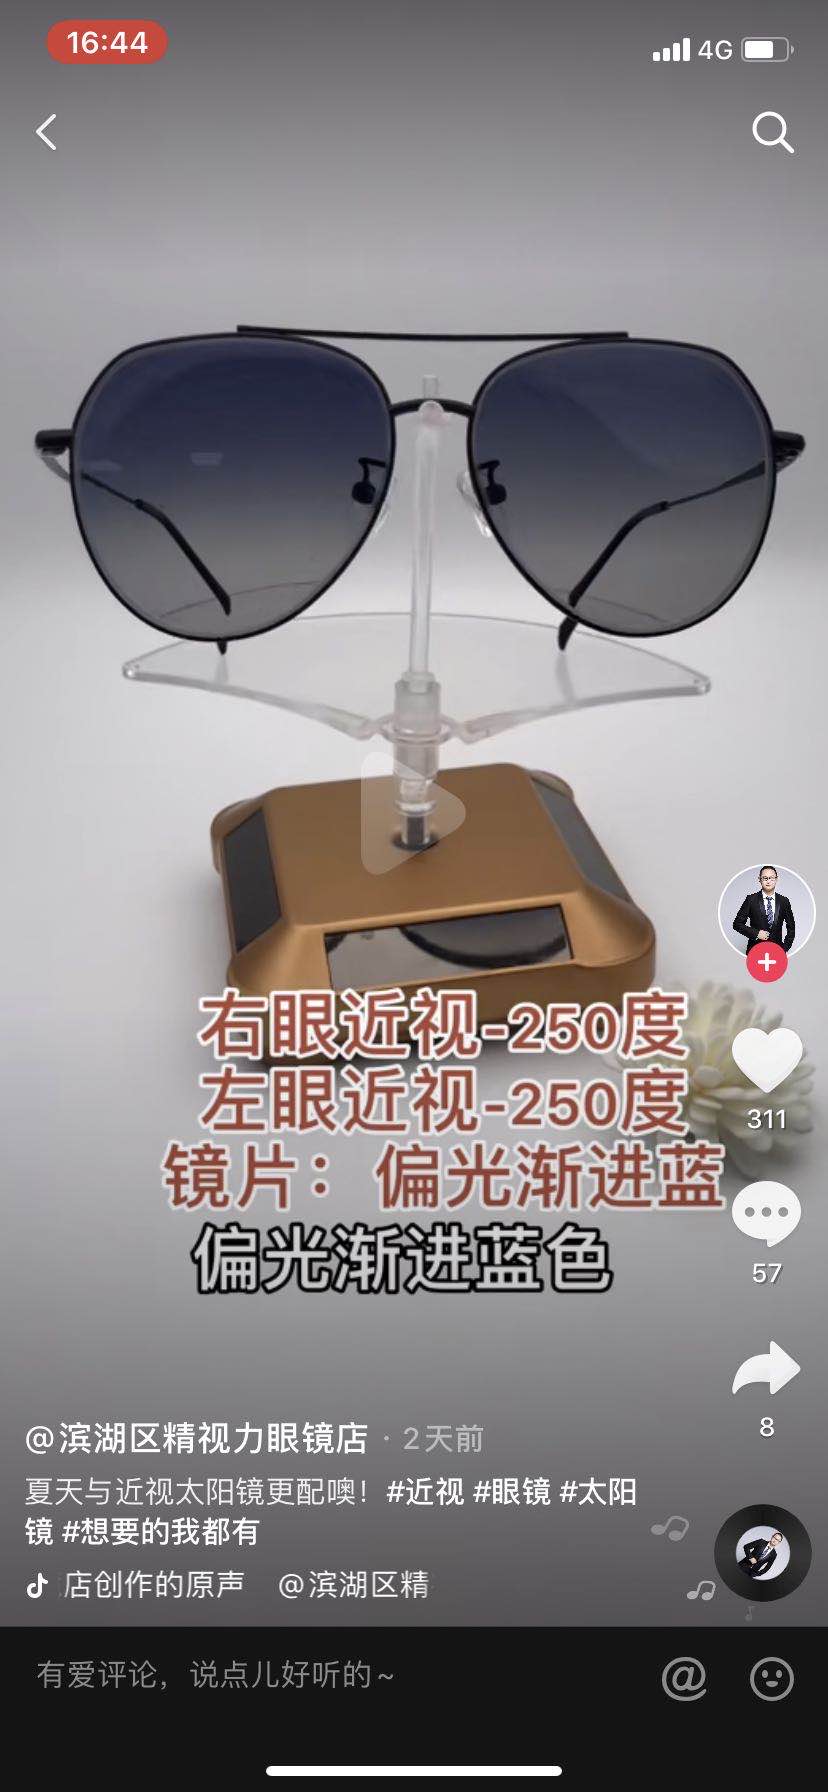 16:44
4G
右眼近视-250度
左眼近视-250度
镜片：偏光渐进蓝
偏光渐进蓝色
311
57
8
@滨湖区精视力眼镜店 · 2天前
夏天与近视太阳镜更配噢！#近视 #眼镜 #太阳
镜 #想要的我都有
店创作的原声 @滨湖区精
有爱评论，说点儿好听的~